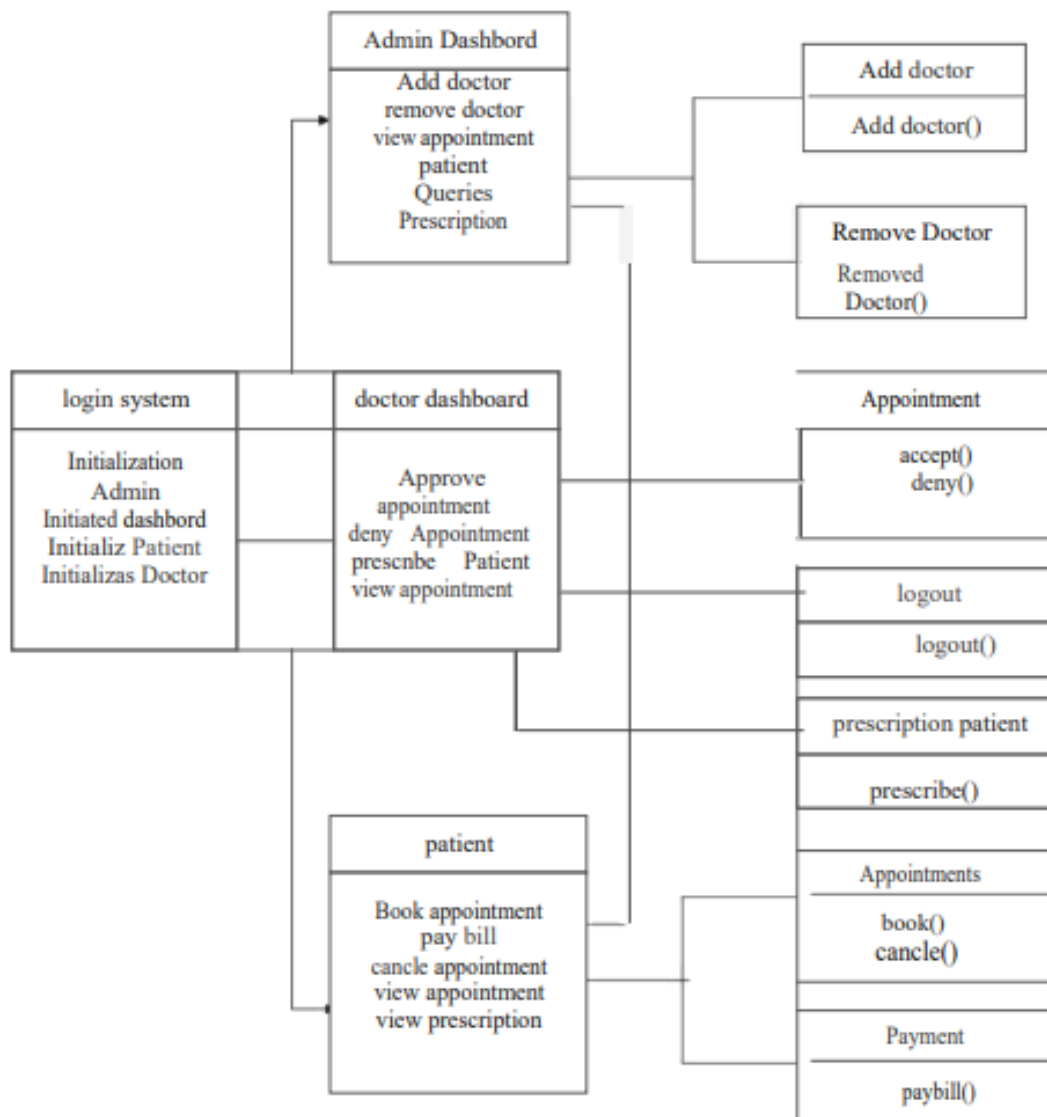 Admin Dashbord
Add doctor
remove doctor
view appointment
patient
Queries
Prescription
Add doctor
Add doctor()
Remove Doctor
Removed
Doctor()
login system
Initialization
Admin
Initiated dashbord
Initializ Patient
Initializas Doctor
doctor dashboard
Approve
appointment
deny Appointment
prescnbe Patient
view appointment
Appointment
accept()
deny()
logout
logout()
prescription patient
prescribe()
patient
Book appointment
pay bill
cancle appointment
view appointment
view prescription
Appointments
book()
cancle()
Payment
paybill()